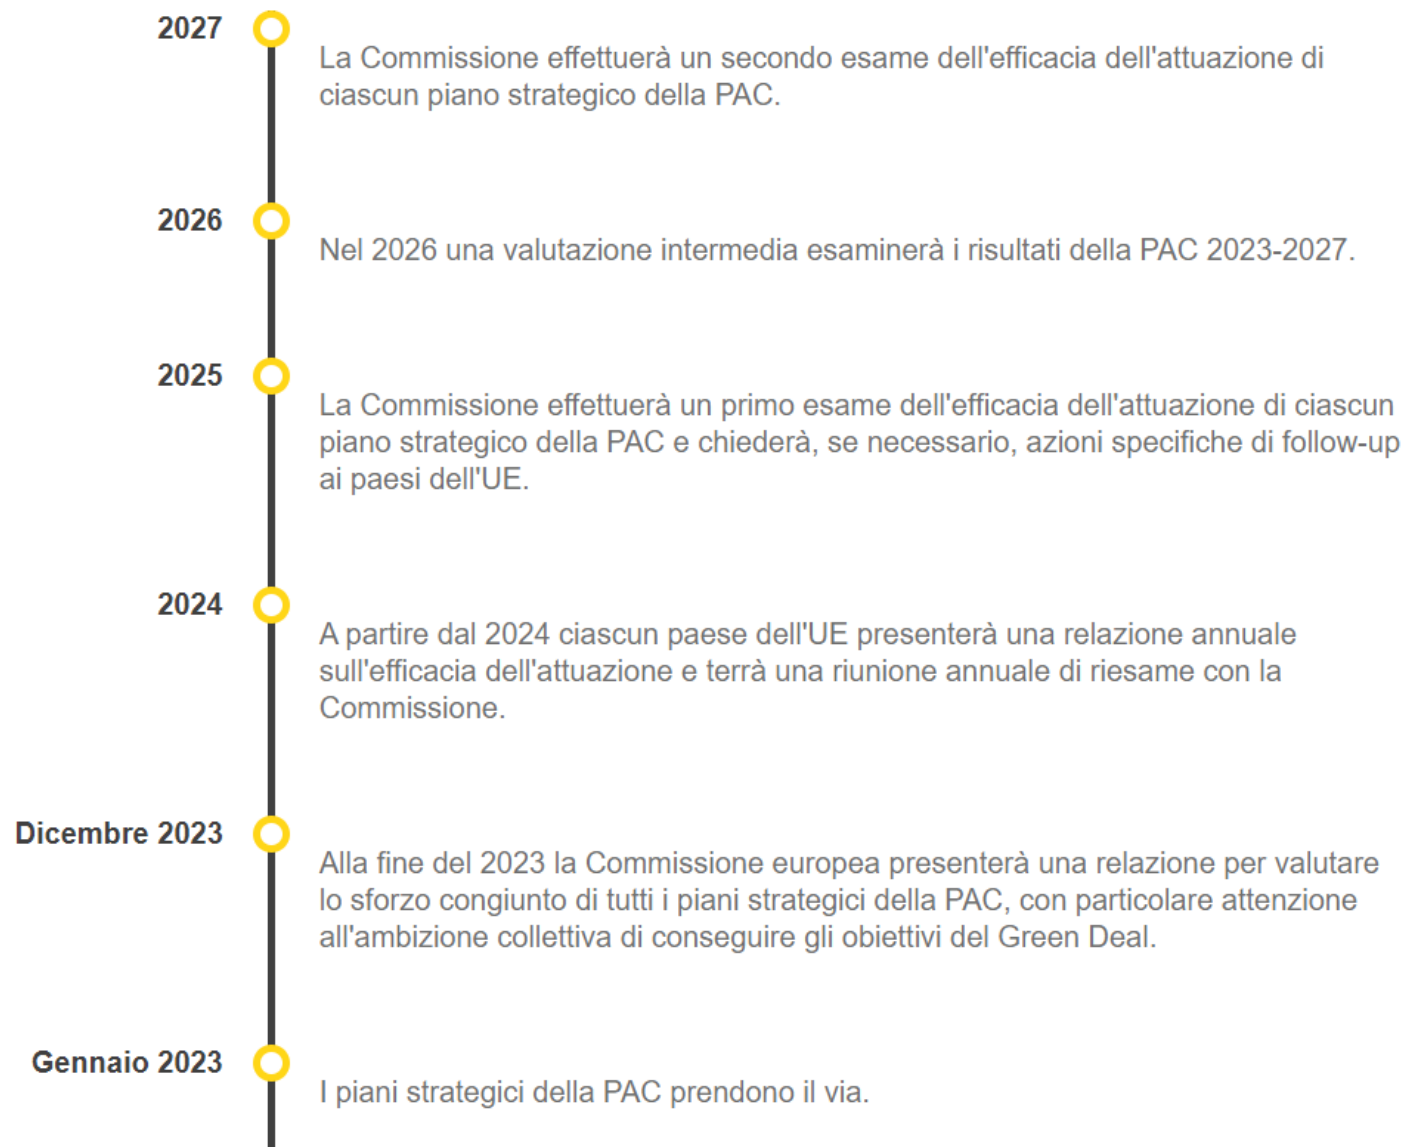 2027
La Commissione effettuerà un secondo esame dell'efficacia dell'attuazione di
ciascun piano strategico della PAC.
2026
Nel 2026 una valutazione intermedia esaminerà i risultati della PAC 2023-2027.
2025
La Commissione effettuerà un primo esame dell'efficacia dell'attuazione di ciascun
piano strategico della PAC e chiederà, se necessario, azioni specifiche di follow-up
ai paesi dell'UE.
2024
A partire dal 2024 ciascun paese dell'UE presenterà una relazione annuale
sull'efficacia dell'attuazione e terrà una riunione annuale di riesame con la
Commissione.
Dicembre 2023
Alla fine del 2023 la Commissione europea presenterà una relazione per valutare
lo sforzo congiunto di tutti i piani strategici della PAC, con particolare attenzione
all'ambizione collettiva di conseguire gli obiettivi del Green Deal.
Gennaio 2023
I piani strategici della PAC prendono il via.